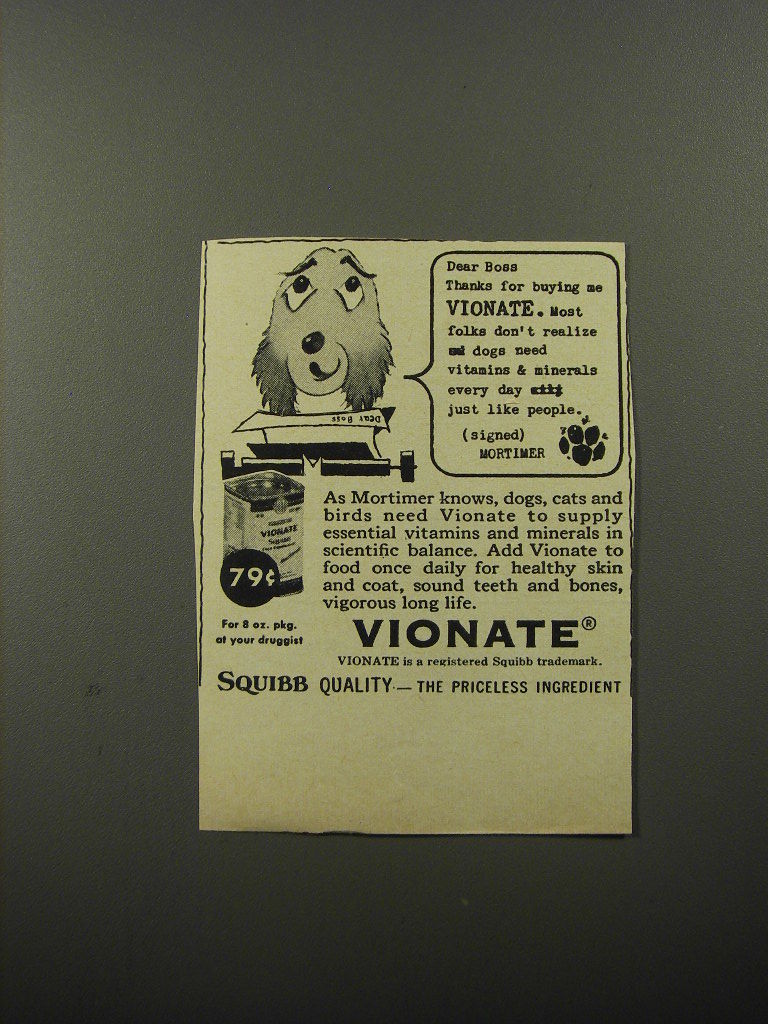 Dear Boss
Thanks for buying me
VIONATE. Most
folks don't realize
dogs need
vitamins & minerals
every day
just like people.
(signed)
MORTIMER
Dear Boss
As Mortimer knows, dogs, cats and
birds need Vionate to supply
essential vitamins and minerals in
scientific balance. Add Vionate to
food once daily for healthy skin
and coat, sound teeth and bones,
vigorous long life.
VIONATE
SQUIBB
79¢
For 8 oz. pkg.
at your druggist
VIONATE®
VIONATE is a registered Squibb trademark.
SQUIBB QUALITY — THE PRICELESS INGREDIENT